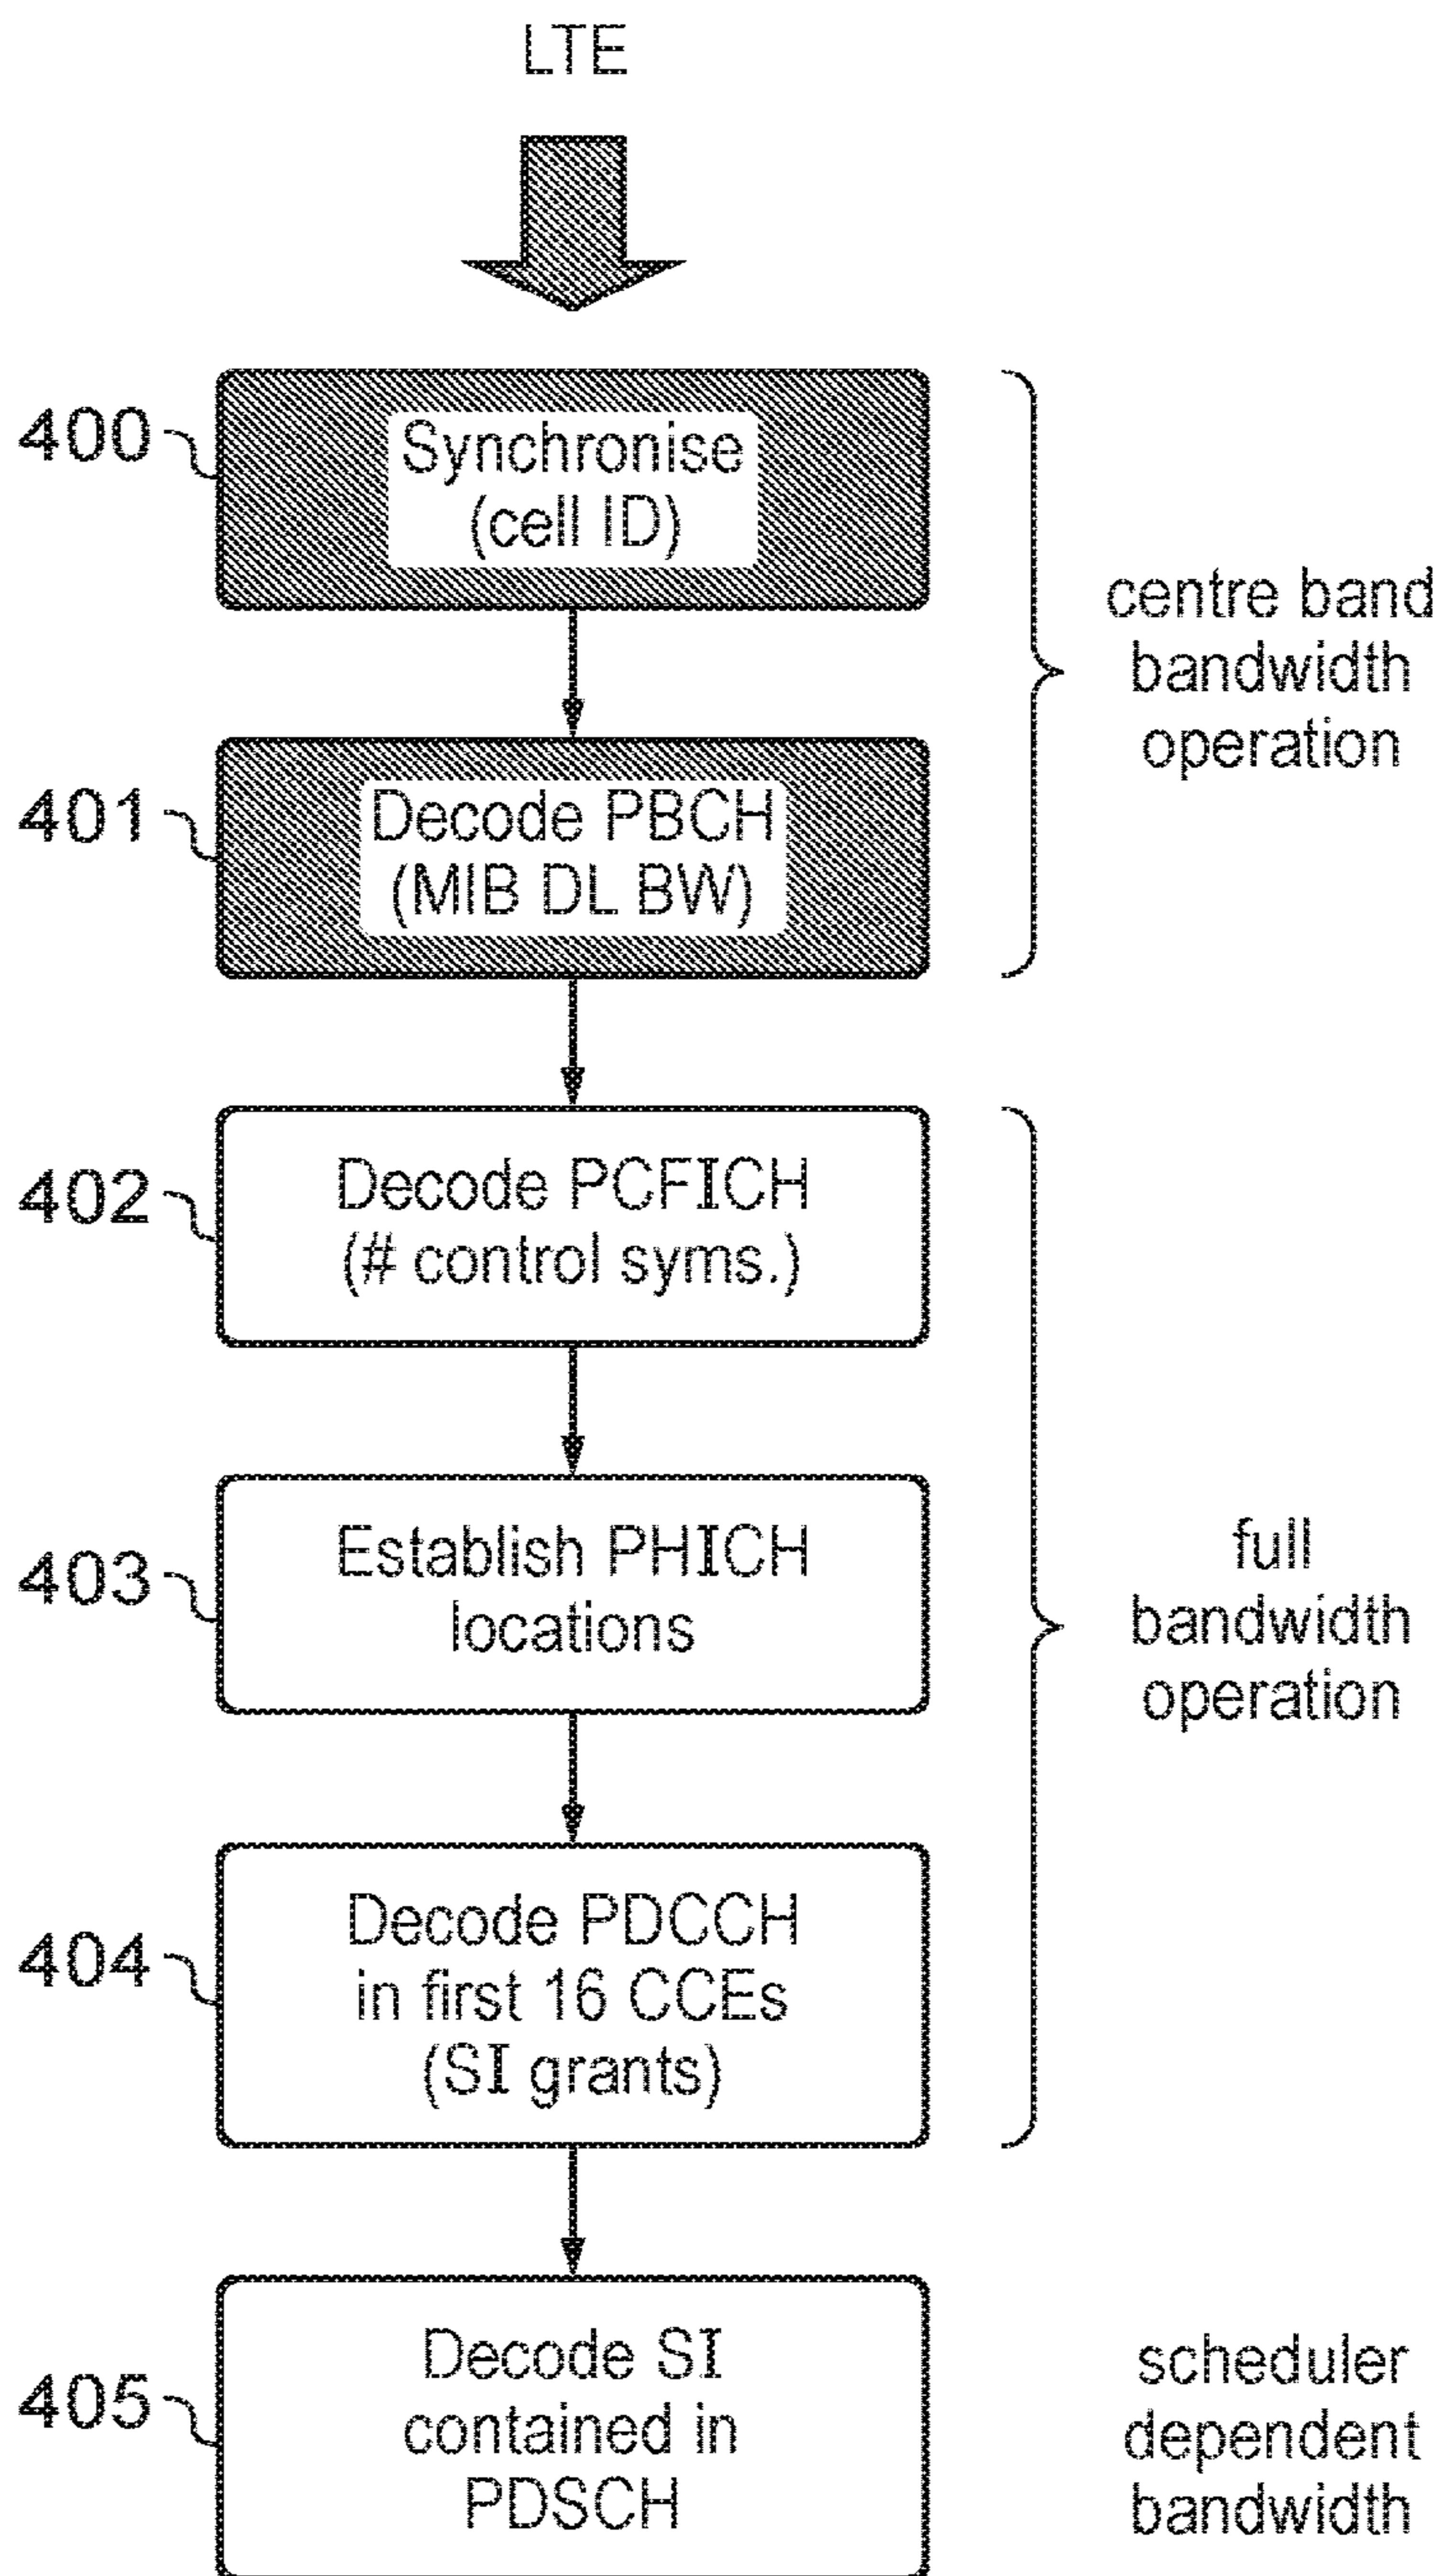 LTE
400
Synchronise
(cell ID)
centre band
bandwidth
operation
401
Decode PBCH
(MIB DL BW)
402
Decode PCFICH
(# control syms.)
403
Establish PHICH
locations
full
bandwidth
operation
404
Decode PDCCH
in first 16 CCEs
(SI grants)
405
Decode SI
contained in
PDSCH
scheduler
dependent
bandwidth